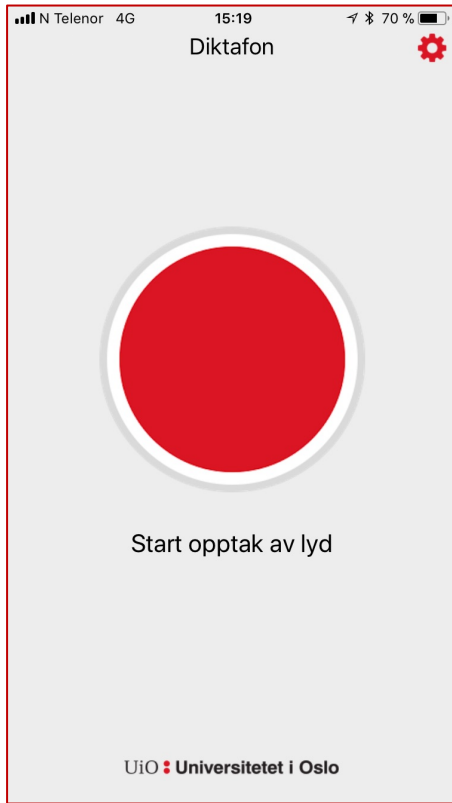 N Telenor 4G 15:19 70 %
Diktafon
Start opptak av lyd
UiO : Universitetet i Oslo